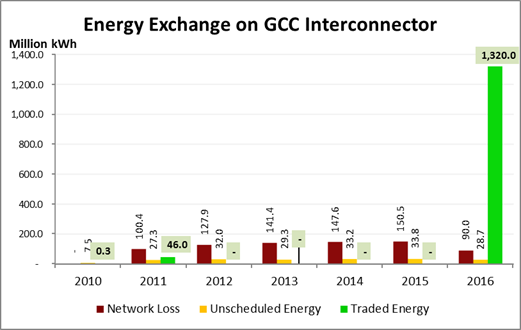 Energy Exchange on GCC Interconnector
Million kWh
1,400.0
1,200.0
1,000.0
800.0
600.0
400.0
200.0
-
- 7.5 0.3
100.4 27.3 46.0
127.9 32.0 -
141.4 29.3 -
147.6 33.2 -
150.5 33.8 -
90.0 28.7 1,320.0
2010 2011 2012 2013 2014 2015 2016
Network Loss Unscheduled Energy Traded Energy